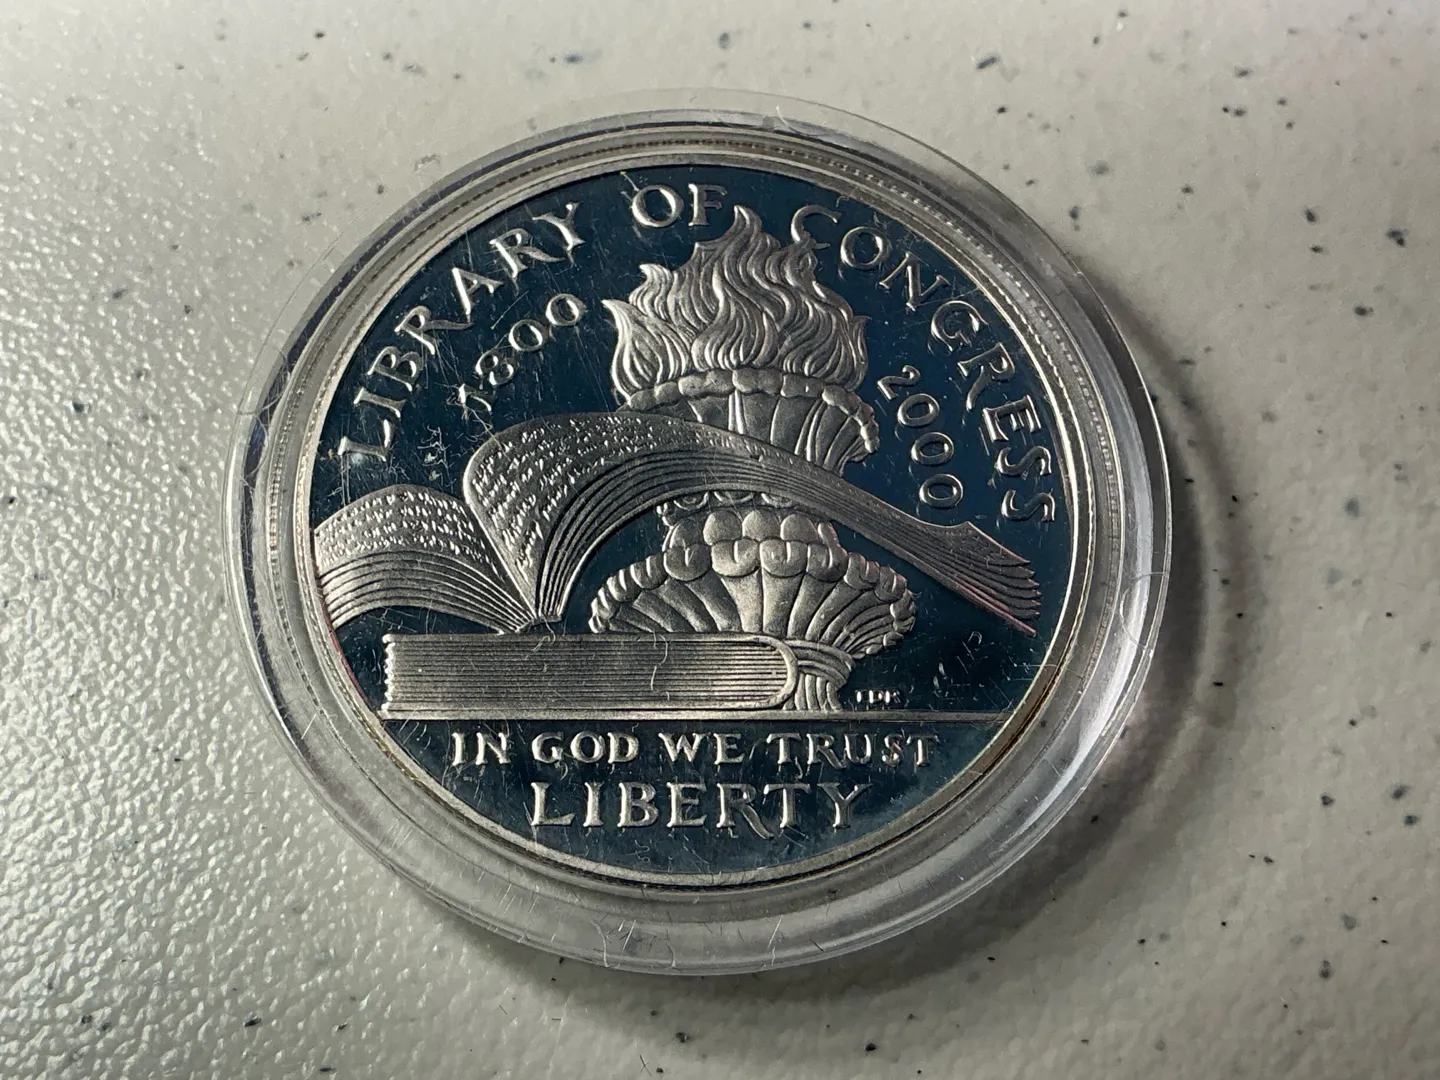 LIBRARY OF CONGRESS
1800
2000
IN GOD WE TRUST
LIBERTY